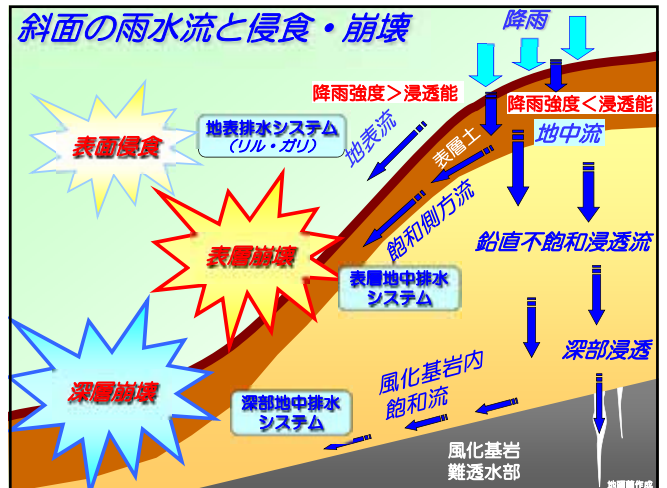 斜面の雨水流と侵食・崩壊
降雨
降雨強度＞浸透能
降雨強度＜浸透能
地表排水システム
（リル・ガリ）
地表流
表層土
地中流
表面侵食
飽和側方流
鉛直不飽和浸透流
表層崩壊
表層地中排水
システム
深部浸透
風化基岩内
飽和流
深層崩壊
深部地中排水
システム
風化基岩
難透水部